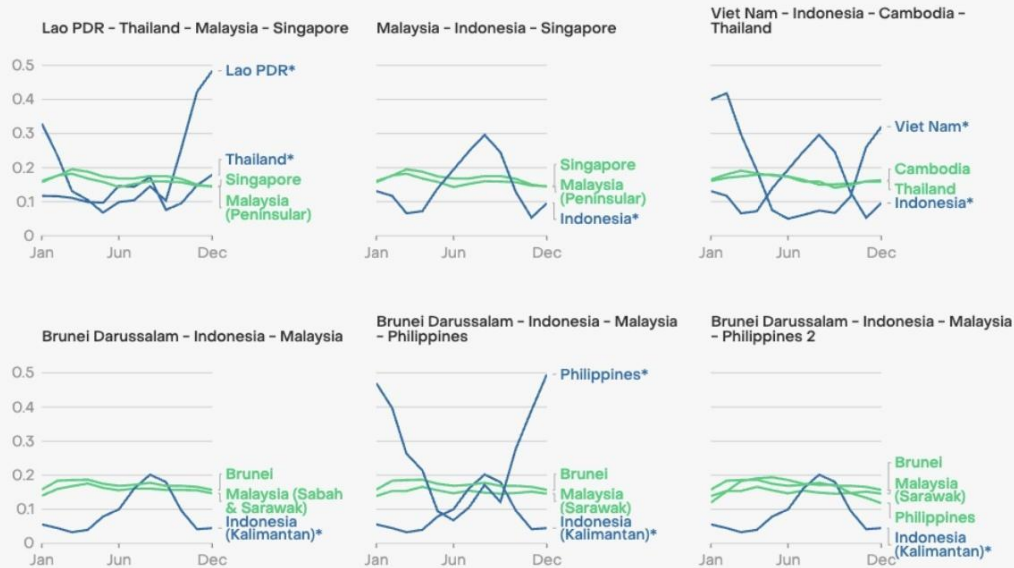 Lao PDR – Thailand – Malaysia – Singapore
0.5
0.4
0.3
0.2
0.1
0
Jan
Jun
Dec
Lao PDR*
Thailand*
Singapore
Malaysia
(Peninsular)
Malaysia – Indonesia – Singapore
Jan
Jun
Dec
Singapore
Malaysia
(Peninsular)
Indonesia*
Viet Nam – Indonesia – Cambodia –
Thailand
Jan
Jun
Dec
Viet Nam*
Cambodia
Thailand
Indonesia*
Brunei Darussalam – Indonesia – Malaysia
0.5
0.4
0.3
0.2
0.1
0
Jan
Jun
Dec
Brunei
Malaysia (Sabah
& Sarawak)
Indonesia
(Kalimantan)*
Brunei Darussalam – Indonesia – Malaysia
– Philippines
Jan
Jun
Dec
Philippines*
Brunei
Malaysia
(Sarawak)
Indonesia
(Kalimantan)*
Brunei Darussalam – Indonesia – Malaysia
– Philippines 2
Jan
Jun
Dec
Brunei
Malaysia
(Sarawak)
Philippines
Indonesia
(Kalimantan)*